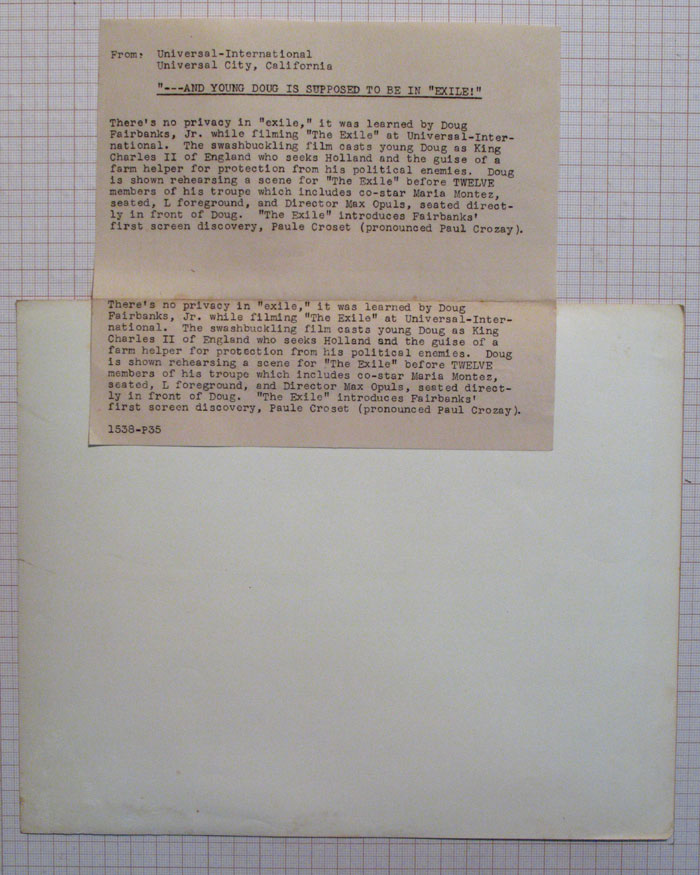 From: Universal-International
Universal City, California
"---AND YOUNG DOUG IS SUPPOSED TO BE IN "EXILE!"
There's no privacy in "exile," it was learned by Doug
Fairbanks, Jr. while filming "The Exile" at Universal-Inter-
national. The swashbuckling film casts young Doug as King
Charles II of England who seeks Holland and the guise of a
farm helper for protection from his political enemies. Doug
is shown rehearsing a scene for "The Exile" before TWELVE
members of his troupe which includes co-star Maria Montez,
seated, L foreground, and Director Max Opuls, seated direct-
ly in front of Doug. "The Exile" introduces Fairbanks'
first screen discovery, Paule Croset (pronounced Paul Crozay).
There's no privacy in "exile," it was learned by Doug
Fairbanks, Jr. while filming "The Exile" at Universal-Inter-
national. The swashbuckling film casts young Doug as King
Charles II of England who seeks Holland and the guise of a
farm helper for protection from his political enemies. Doug
is shown rehearsing a scene for "The Exile" before TWELVE
members of his troupe which includes co-star Maria Montez,
seated, L foreground, and Director Max Opuls, seated direct-
ly in front of Doug. "The Exile" introduces Fairbanks'
first screen discovery, Paule Croset (pronounced Paul Crozay).
1538-P35